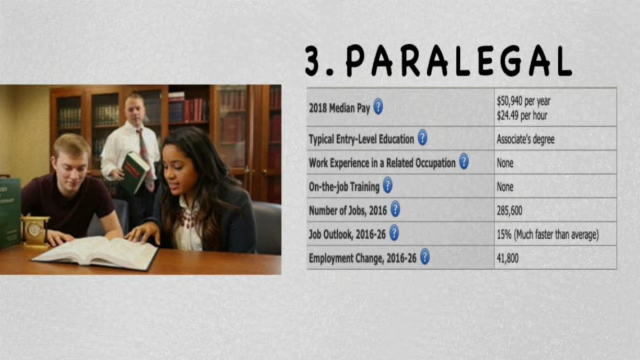 3. PARALEGAL
2018 Median Pay ? $50,940 per year
$24.49 per hour
Typical Entry-Level Education ? Associate's degree
Work Experience in a Related Occupation ? None
On-the-job Training ? None
Number of Jobs, 2016 ? 285,600
Job Outlook, 2016-26 ? 15% (Much faster than average)
Employment Change, 2016-26 ? 41,800